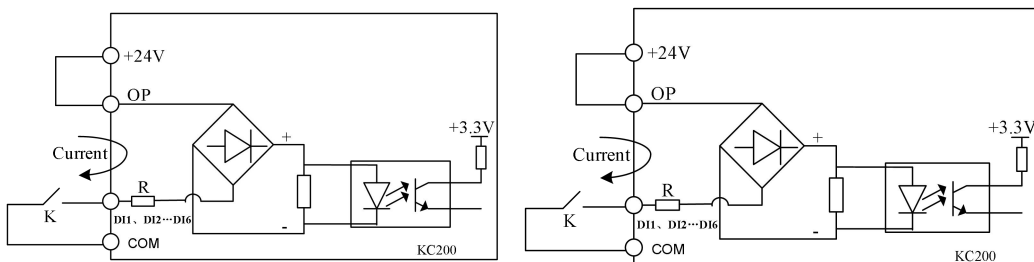 +24V
OP
+
+3.3V
Current
R
K
DI1、DI2···DI6
-
COM
KC200
+24V
OP
+
+3.3V
Current
R
K
DI1、DI2···DI6
-
COM
KC200